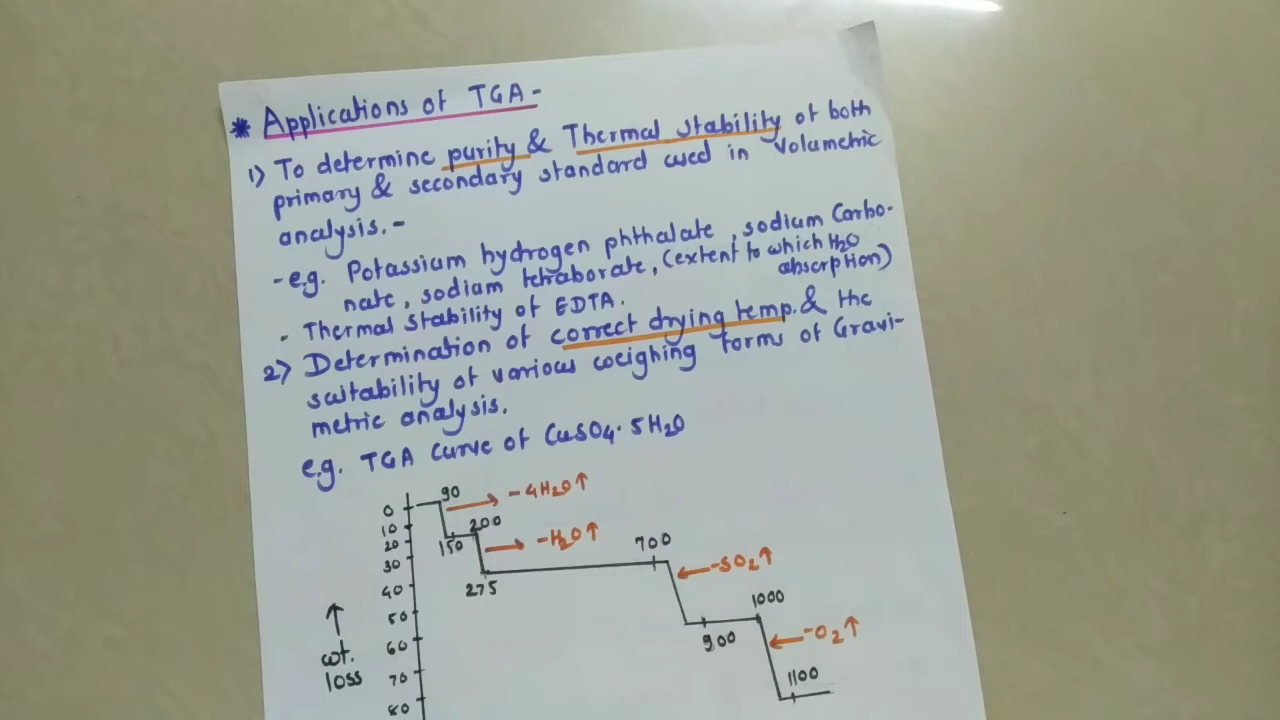 * Applications of TGA -
1) To determine purity & Thermal stability of both
primary & secondary standard used in volumetric
analysis. -
- e.g. Potassium hydrogen phthalate, sodium Carbo-
nate, sodium tetraborate, (extent to which H₂O
absorption)
- Thermal stability of EDTA.
2) Determination of correct drying temp. & the
suitability of various weighing forms of Gravi-
metric analysis.
e.g. TGA Curve of CuSO₄·5H₂O
90
-4H₂O↑
0
10
200
20
150
-H₂O↑
700
30
-SO₂↑
40
275
1000
50
↑
900
-O₂↑
60
wt.
loss
70
1100
80